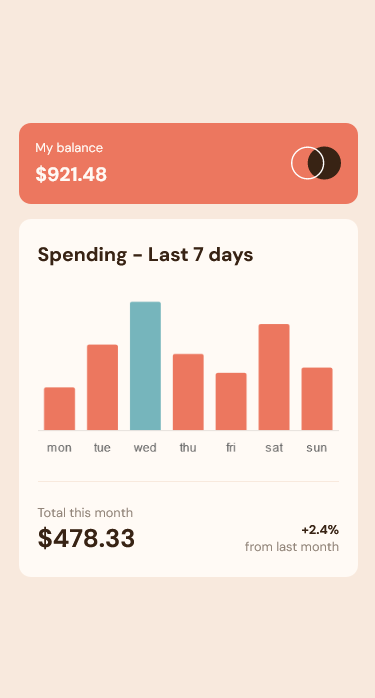 My balance
$921.48
Spending - Last 7 days
mon tue wed thu fri sat sun
Total this month
$478.33
+2.4%
from last month